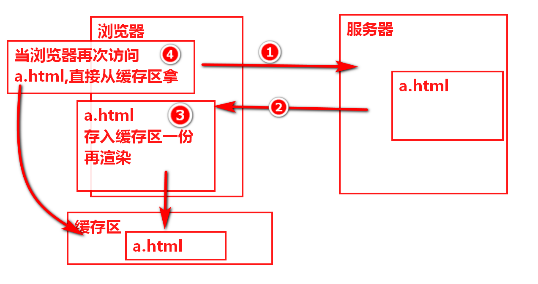 浏览器
当浏览器再次访问 4
a.html,直接从缓存区拿
1
服务器
a.html
2
a.html 3
存入缓存区一份
再渲染
缓存区
a.html